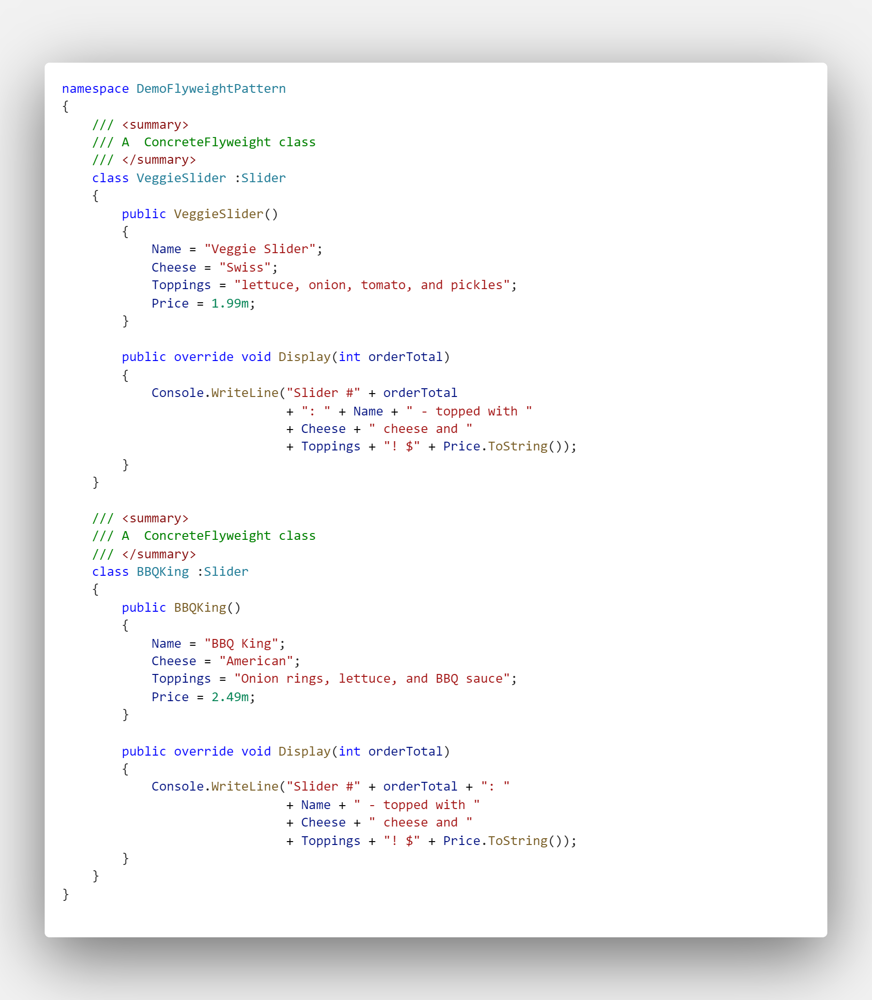 namespace DemoFlyweightPattern
{
    /// <summary>
    /// A  ConcreteFlyweight class
    /// </summary>
    class VeggieSlider :Slider
    {
        public VeggieSlider()
        {
            Name = "Veggie Slider";
            Cheese = "Swiss";
            Toppings = "lettuce, onion, tomato, and pickles";
            Price = 1.99m;
        }

        public override void Display(int orderTotal)
        {
            Console.WriteLine("Slider #" + orderTotal
                              + ": " + Name + " - topped with "
                              + Cheese + " cheese and "
                              + Toppings + "! $" + Price.ToString());
        }
    }

    /// <summary>
    /// A  ConcreteFlyweight class
    /// </summary>
    class BBQKing :Slider
    {
        public BBQKing()
        {
            Name = "BBQ King";
            Cheese = "American";
            Toppings = "Onion rings, lettuce, and BBQ sauce";
            Price = 2.49m;
        }

        public override void Display(int orderTotal)
        {
            Console.WriteLine("Slider #" + orderTotal + ": "
                              + Name + " - topped with "
                              + Cheese + " cheese and "
                              + Toppings + "! $" + Price.ToString());
        }
    }
}